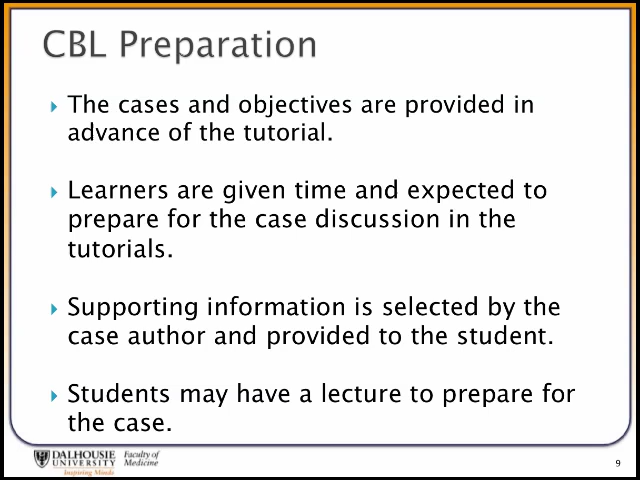 CBL Preparation
The cases and objectives are provided in
advance of the tutorial.
Learners are given time and expected to
prepare for the case discussion in the
tutorials.
Supporting information is selected by the
case author and provided to the student.
Students may have a lecture to prepare for
the case.
DALHOUSIE
UNIVERSITY
Inspiring Minds
Faculty of
Medicine
9